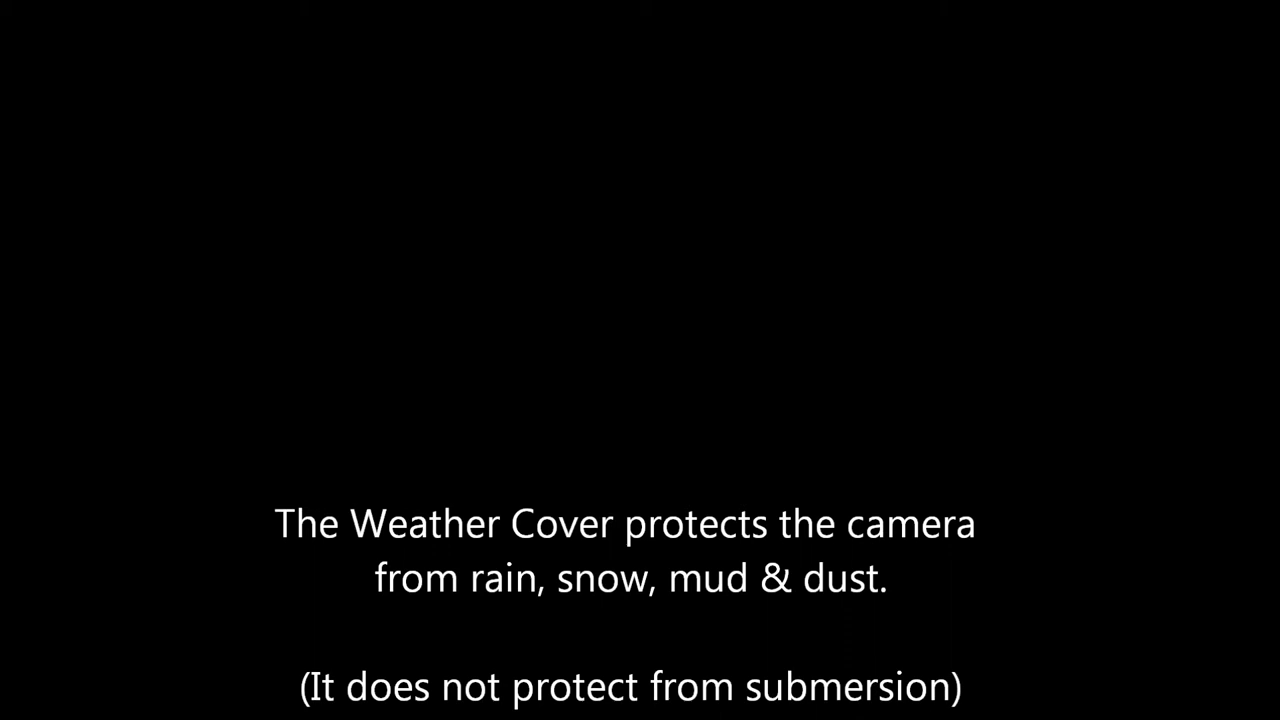 The Weather Cover protects the camera
from rain, snow, mud & dust.
(It does not protect from submersion)